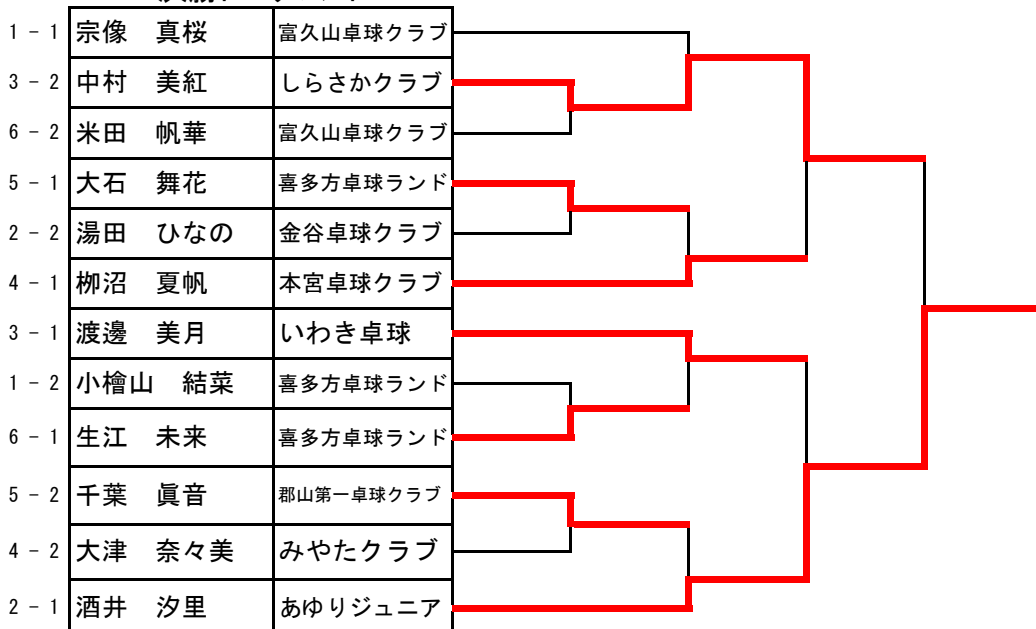 1 - 1 宗像 真桜 富久山卓球クラブ
3 - 2 中村 美紅 しらさかクラブ
6 - 2 米田 帆華 富久山卓球クラブ
5 - 1 大石 舞花 喜多方卓球ランド
2 - 2 湯田 ひなの 金谷卓球クラブ
4 - 1 栁沼 夏帆 本宮卓球クラブ
3 - 1 渡邊 美月 いわき卓球
1 - 2 小檜山 結菜 喜多方卓球ランド
6 - 1 生江 未来 喜多方卓球ランド
5 - 2 千葉 眞音 郡山第一卓球クラブ
4 - 2 大津 奈々美 みやたクラブ
2 - 1 酒井 汐里 あゆりジュニア